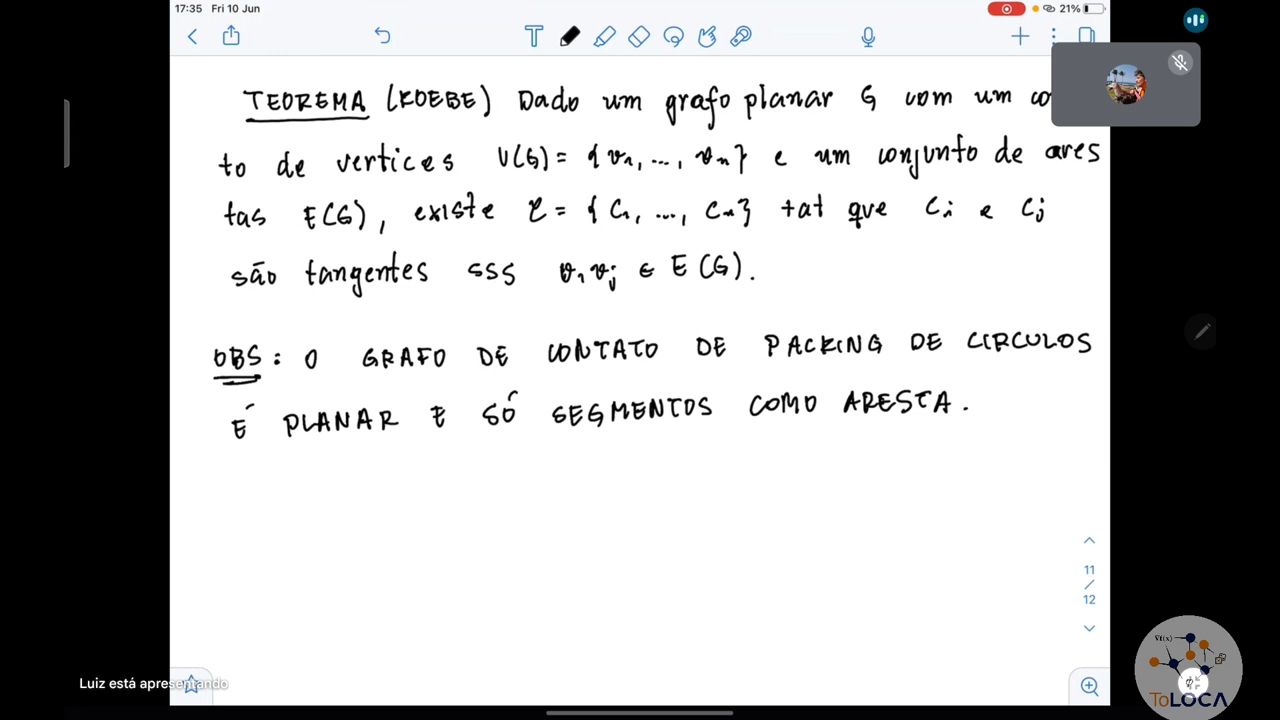 17:35 Fri 10 Jun
21%
TEOREMA (KOEBE) Dado um grafo planar G com um co
to de vertices V(G) = {v₁, ..., vₙ} e um conjunto de ares
tas E(G), existe C = {C₁, ..., Cₙ} tal que Cᵢ e Cⱼ
são tangentes sss vᵢvⱼ ∈ E(G).
OBS: O GRAFO DE CONTATO DE PACKING DE CIRCULOS
É PLANAR E SÓ SEGMENTOS COMO ARESTA.
11
/
12
Luiz está apresentando
∇f(x)
ToLOCA